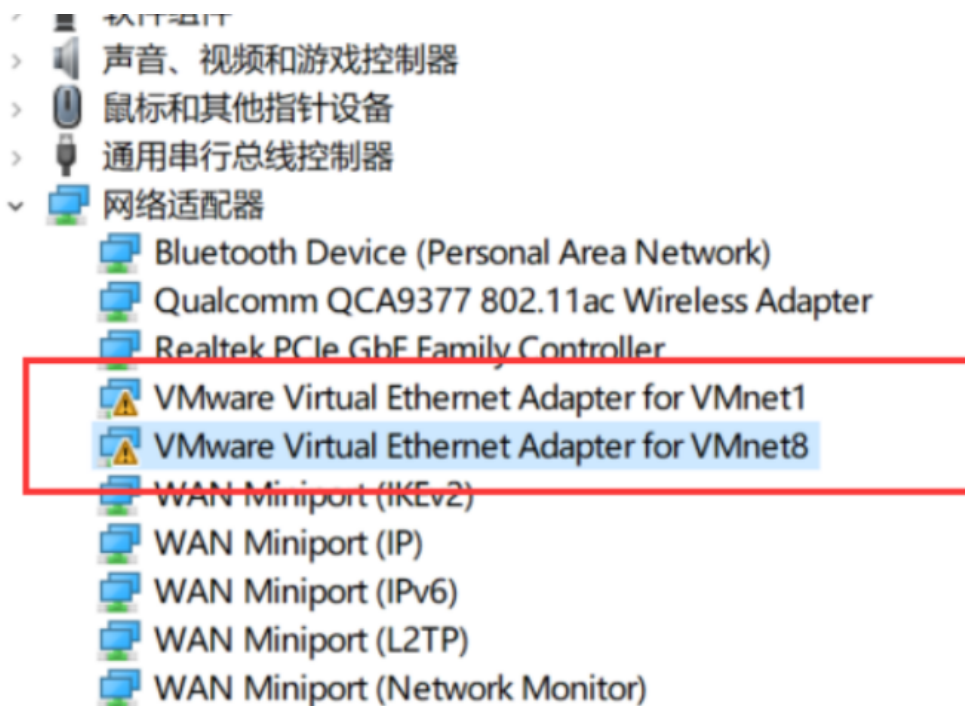 软件组件
声音、视频和游戏控制器
鼠标和其他指针设备
通用串行总线控制器
网络适配器
Bluetooth Device (Personal Area Network)
Qualcomm QCA9377 802.11ac Wireless Adapter
Realtek PCIe GbE Family Controller
VMware Virtual Ethernet Adapter for VMnet1
VMware Virtual Ethernet Adapter for VMnet8
WAN Miniport (IKEv2)
WAN Miniport (IP)
WAN Miniport (IPv6)
WAN Miniport (L2TP)
WAN Miniport (Network Monitor)